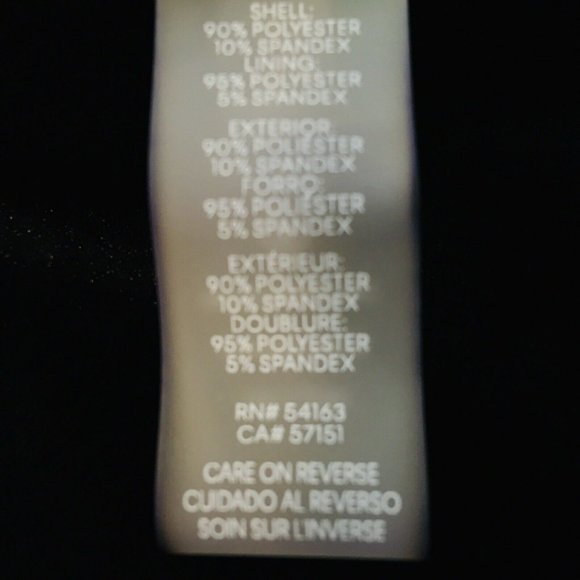 SHELL:
90% POLYESTER
10% SPANDEX
LINING:
95% POLYESTER
5% SPANDEX
EXTERIOR:
90% POLIÉSTER
10% SPANDEX
FORRO:
95% POLIÉSTER
5% SPANDEX
EXTÉRIEUR:
90% POLYESTER
10% SPANDEX
DOUBLURE:
95% POLYESTER
5% SPANDEX
RN# 54163
CA# 57151
CARE ON REVERSE
CUIDADO AL REVERSO
SOIN SUR L'INVERSE